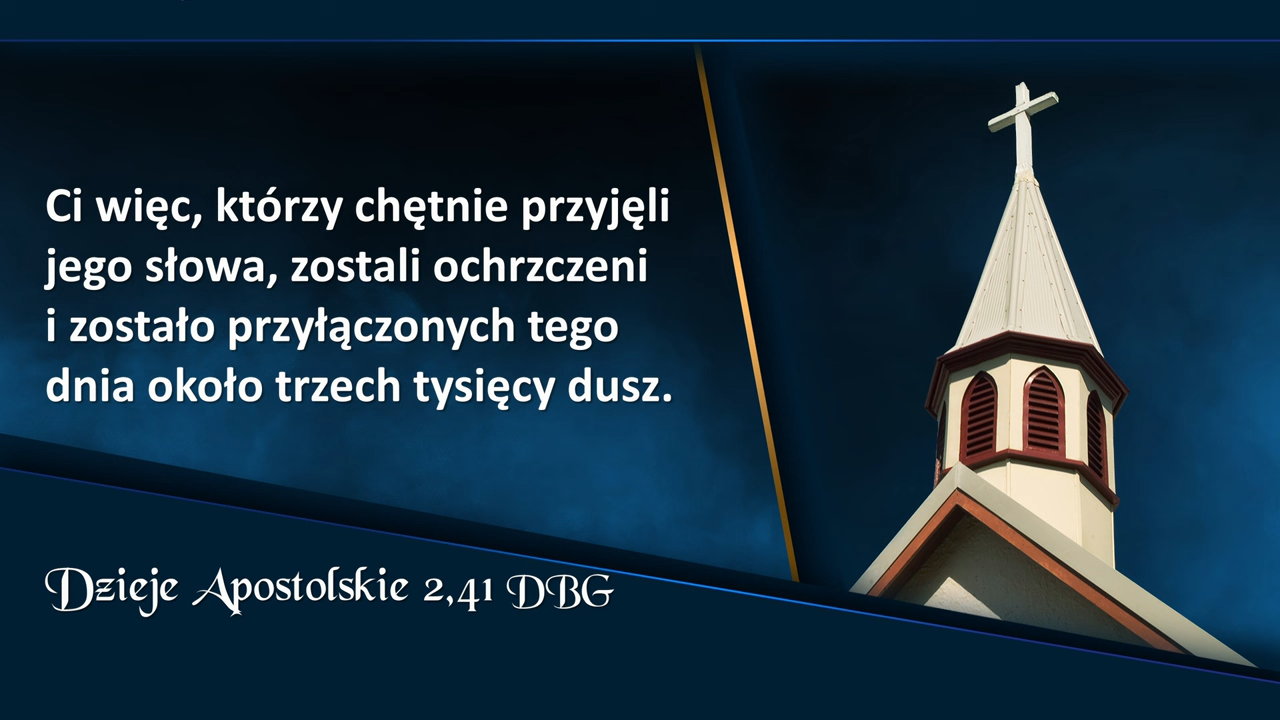 Ci więc, którzy chętnie przyjęli
jego słowa, zostali ochrzczeni
i zostało przyłączonych tego
dnia około trzech tysięcy dusz.
Dzieje Apostolskie 2,41 DBG